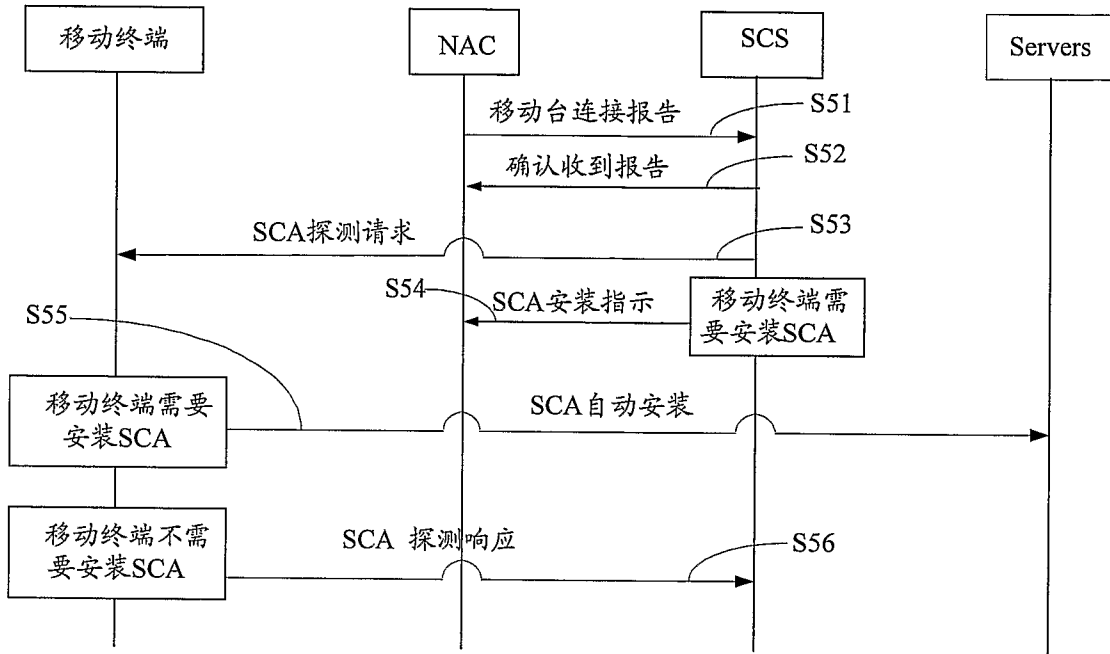 移动终端
NAC
SCS
Servers
移动台连接报告
S51
确认收到报告
S52
SCA探测请求
S53
S54
SCA安装指示
移动终端需
要安装SCA
S55
移动终端需要
安装SCA
SCA自动安装
移动终端不需
要安装SCA
SCA 探测响应
S56